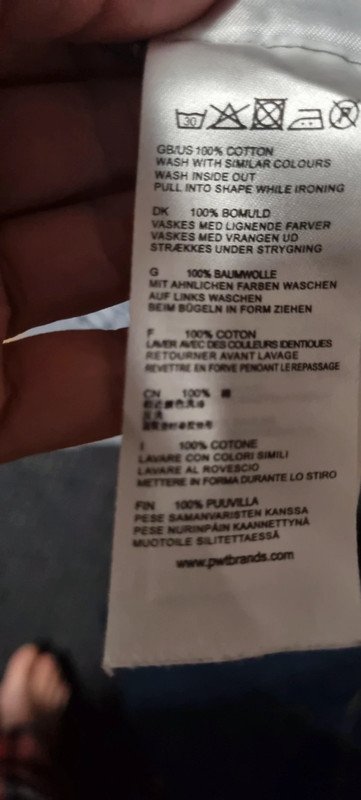 30
GB/US 100% COTTON
WASH WITH SIMILAR COLOURS
WASH INSIDE OUT
PULL INTO SHAPE WHILE IRONING
DK 100% BOMULD
VASKES MED LIGNENDE FARVER
VASKES MED VRANGEN UD
STRÆKKES UNDER STRYGNING
G 100% BAUMWOLLE
MIT AHNLICHEN FARBEN WASCHEN
AUF LINKS WASCHEN
BEIM BÜGELN IN FORM ZIEHEN
F 100% COTON
LAVER AVEC DES COULEURS IDENTIQUES
RETOURNER AVANT LAVAGE
REVETTRE EN FORVE PENDANT LE REPASSAGE
CN 100%
I 100% COTONE
LAVARE CON COLORI SIMILI
LAVARE AL ROVESCIO
METTERE IN FORMA DURANTE LO STIRO
FIN 100% PUUVILLA
PESE SAMANVARISTEN KANSSA
PESE NURINPÄIN KAANNETTYNÄ
MUOTOILE SILITETTAESSÄ
www.pwtbrands.com